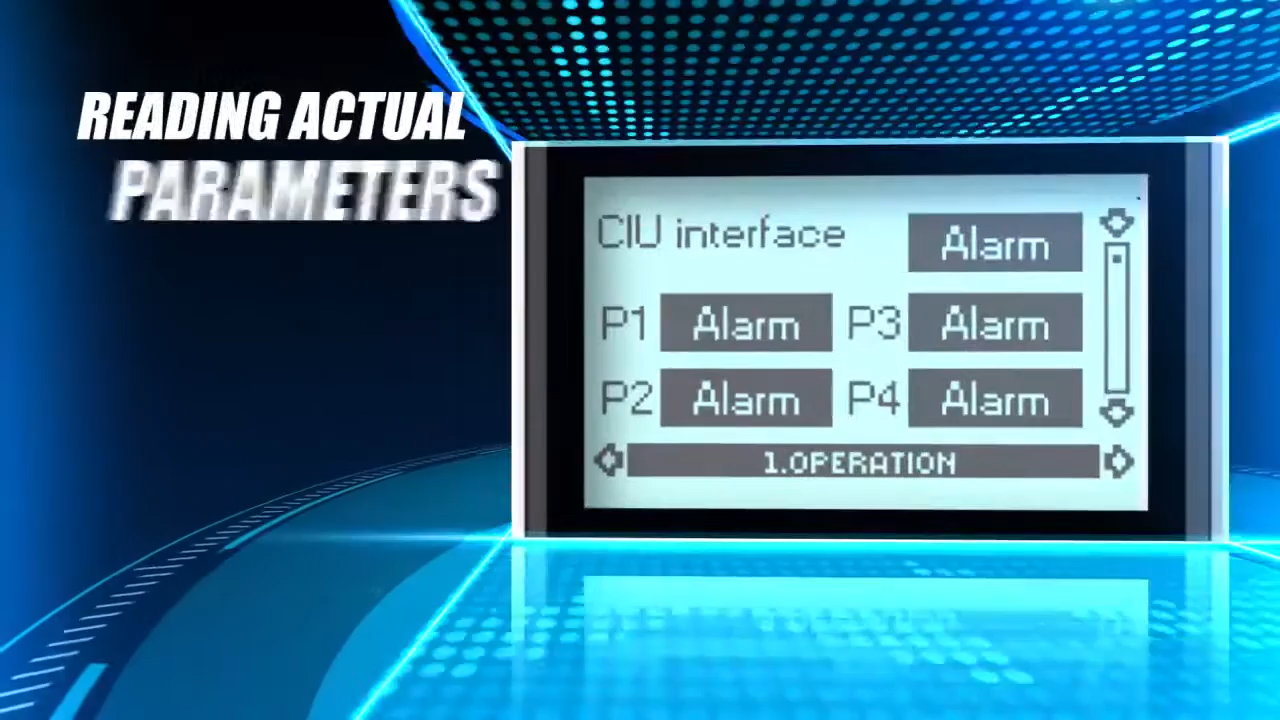 READING ACTUAL
PARAMETERS
CIU interface Alarm
P1 Alarm P3 Alarm
P2 Alarm P4 Alarm
1.OPERATION